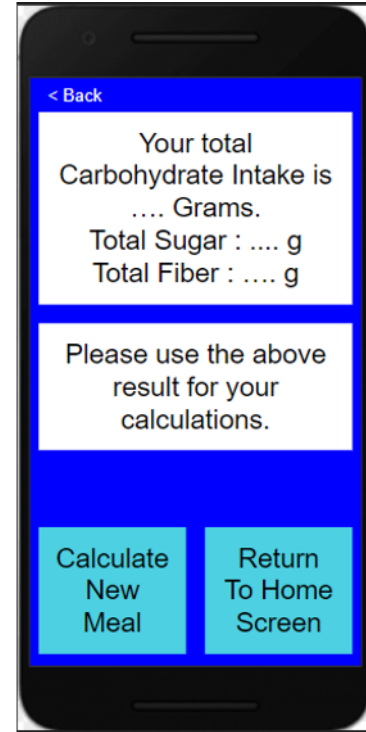 < Back
Your total
Carbohydrate Intake is
…. Grams.
Total Sugar : .... g
Total Fiber : …. g
Please use the above
result for your
calculations.
Calculate
New
Meal
Return
To Home
Screen